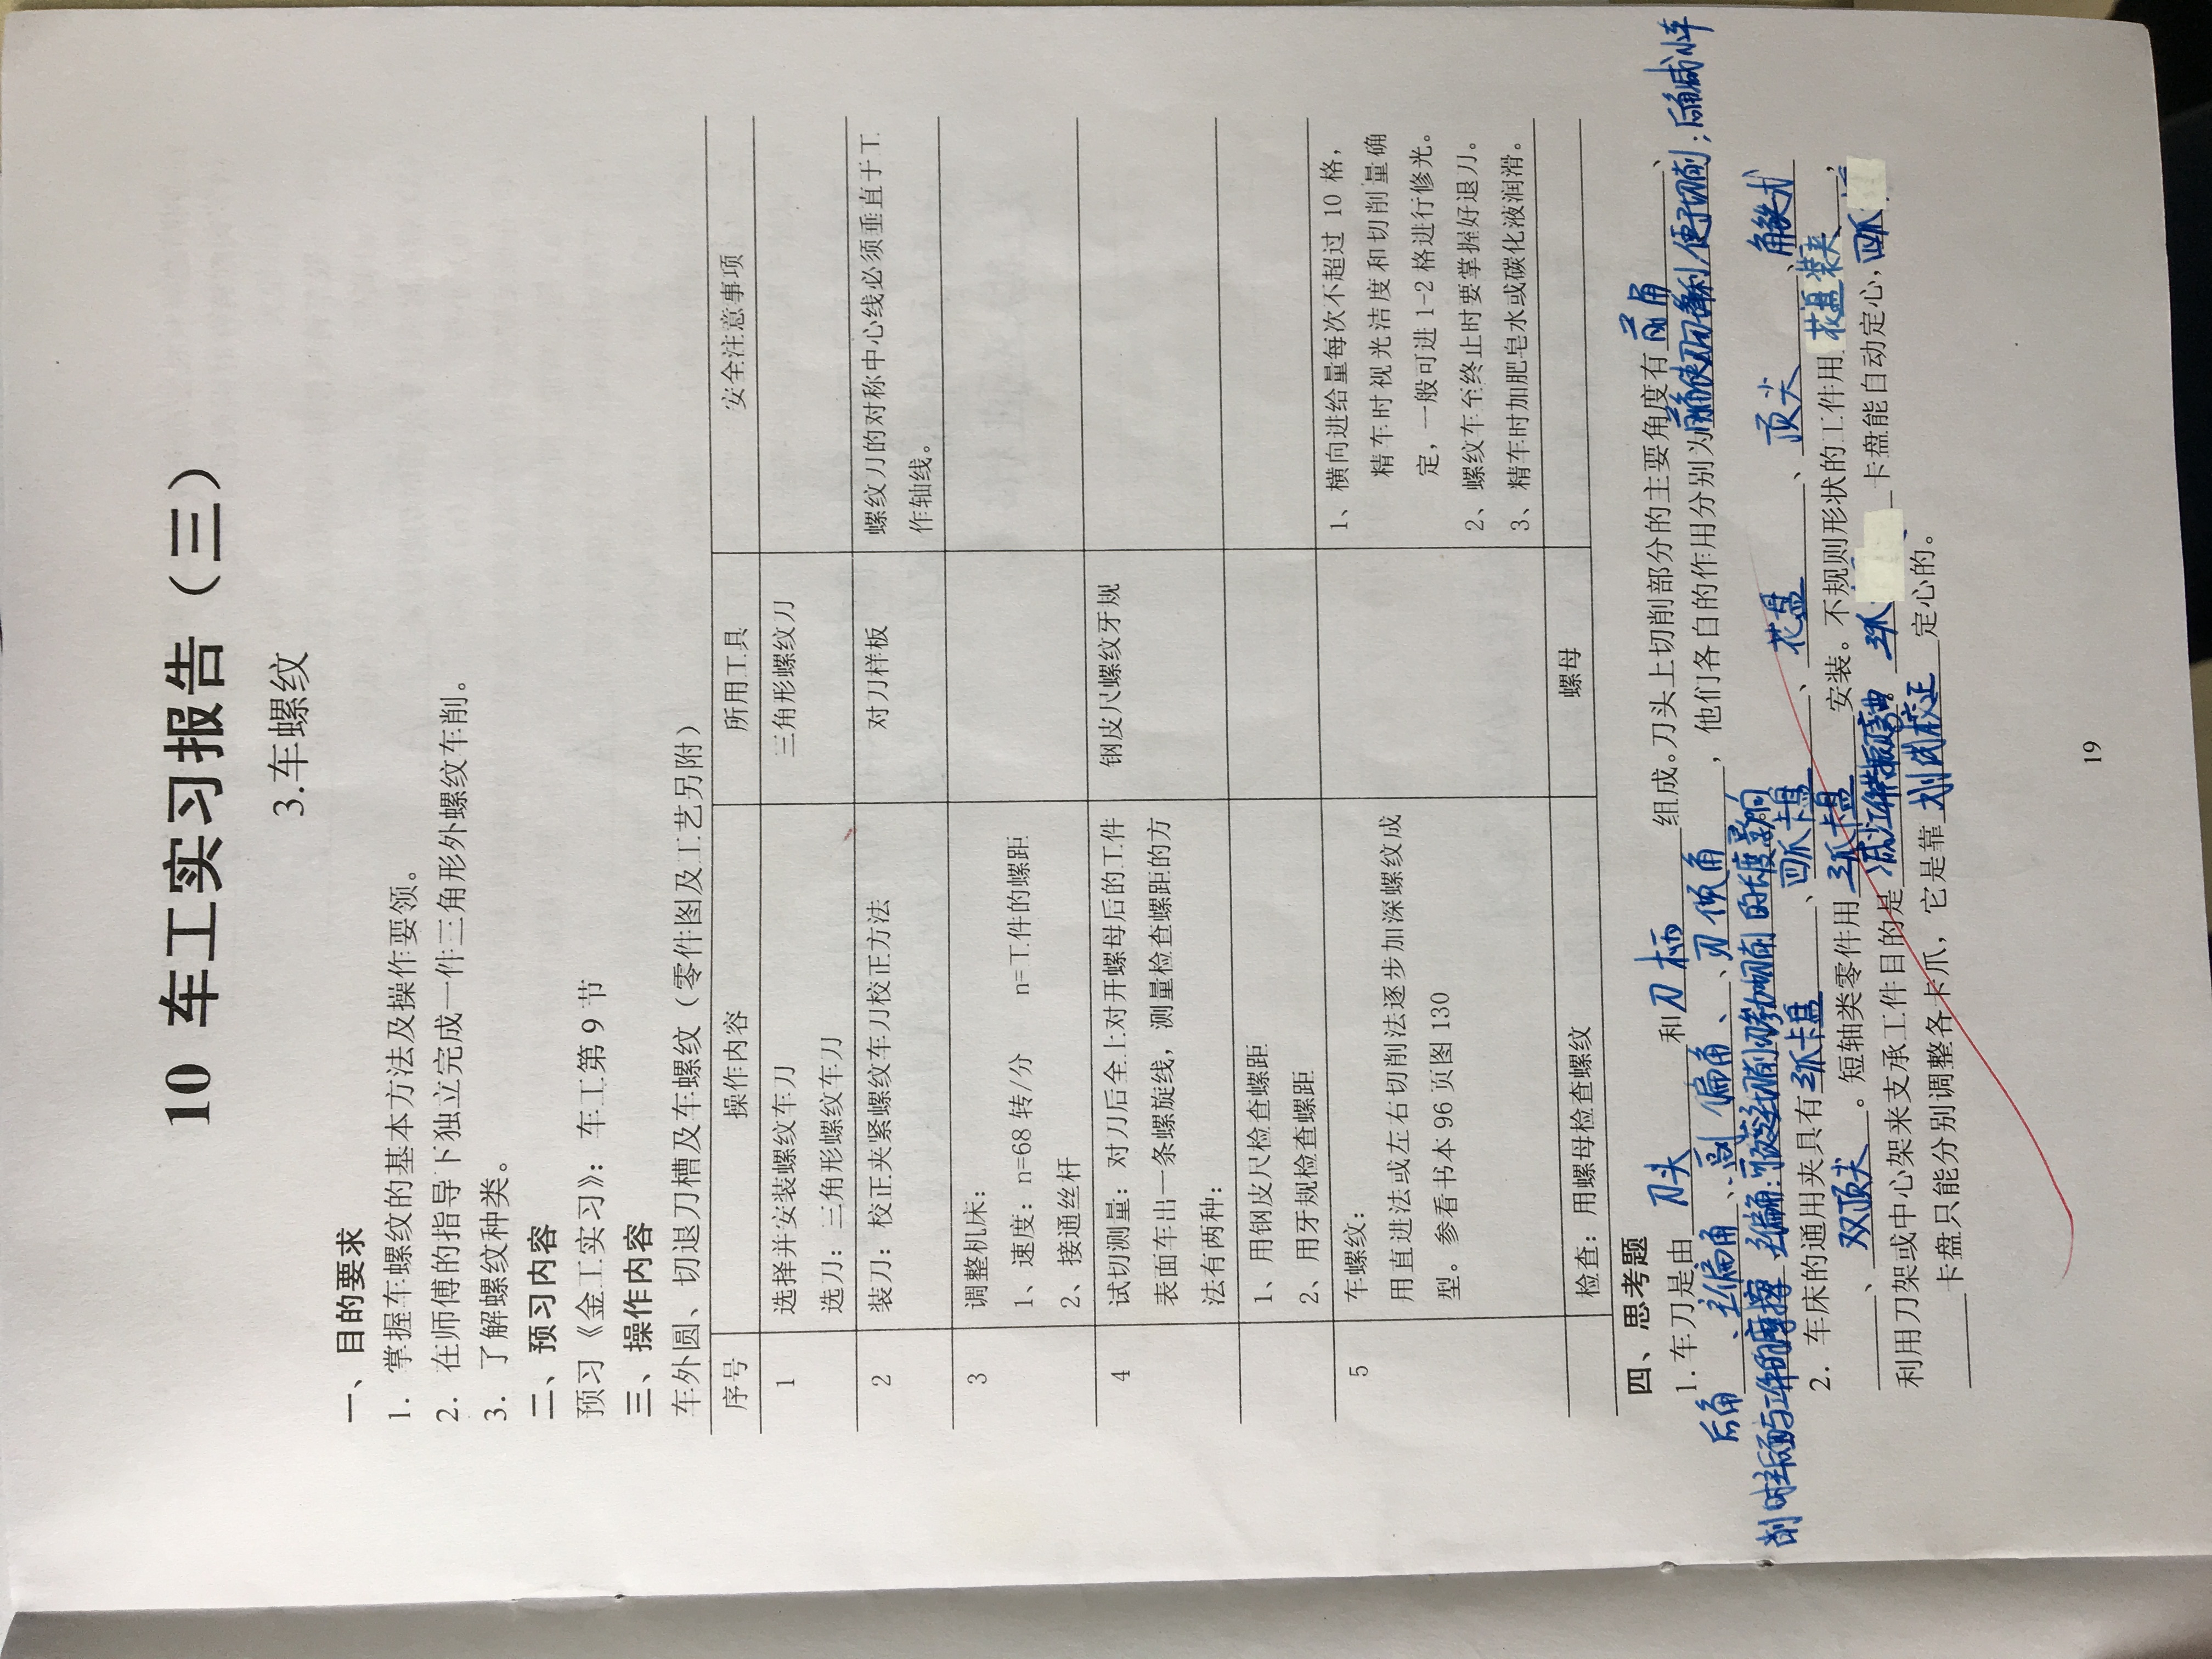 10 车工实习报告（三）
3.车螺纹
一、目的要求
1. 掌握车螺纹的基本方法及操作要领。
2. 在师傅的指导下独立完成一件三角形外螺纹车削。
3. 了解螺纹种类。
二、预习内容
预习《金工实习》：车工第 9 节
三、操作内容
车外圆、切退刀槽及车螺纹（零件图及工艺另附）
序号 操作内容 所用工具 安全注意事项
1 选择并安装螺纹车刀 三角形螺纹刀
选刀：三角形螺纹车刀
2 装刀：校正夹紧螺纹车刀校正方法 对刀样板 螺纹刀的对称中心线必须垂直于工
作轴线。
3 调整机床：
1、速度：n=68 转/分 n=工件的螺距
2、接通丝杆
4 试切测量：对刀后全上对开螺母后的工件 钢皮尺螺纹牙规
表面车出一条螺旋线，测量检查螺距的方
法有两种：
1、用钢皮尺检查螺距
2、用牙规检查螺距
5 车螺纹： 1、横向进给量每次不超过 10 格，
用直进法或左右切削法逐步加深螺纹成 精车时视光洁度和切削量确
型。参看书本 96 页图 130 定，一般可进 1-2 格进行修光。
2、螺纹车至终止时要掌握好退刀。
3、精车时加肥皂水或碳化液润滑。
检查：用螺母检查螺纹 螺母
四、思考题
1.车刀是由 刀头 和 刀柄 组成。刀头上切削部分的主要角度有 前角 、
后角 、主偏角 、副偏角 、刃倾角 ，他们各自的作用分别为 前角使刀刃锋利，便于切削；后角减小车
削时主后面与工件的摩擦 主偏角：可改变主切削刃参加切削的长度影响
2. 车床的通用夹具有 三爪卡盘 、四爪卡盘 、花盘 、顶尖 、角铁
、双顶尖 。短轴类零件用 三爪卡盘 安装。不规则形状的工件用 花盘装夹 ，
利用刀架或中心架来支承工件目的是 减少工件 弯曲。 三爪 卡盘能自动定心，四爪
卡盘只能分别调整各卡爪，它是靠 划线校正 定心的。
19